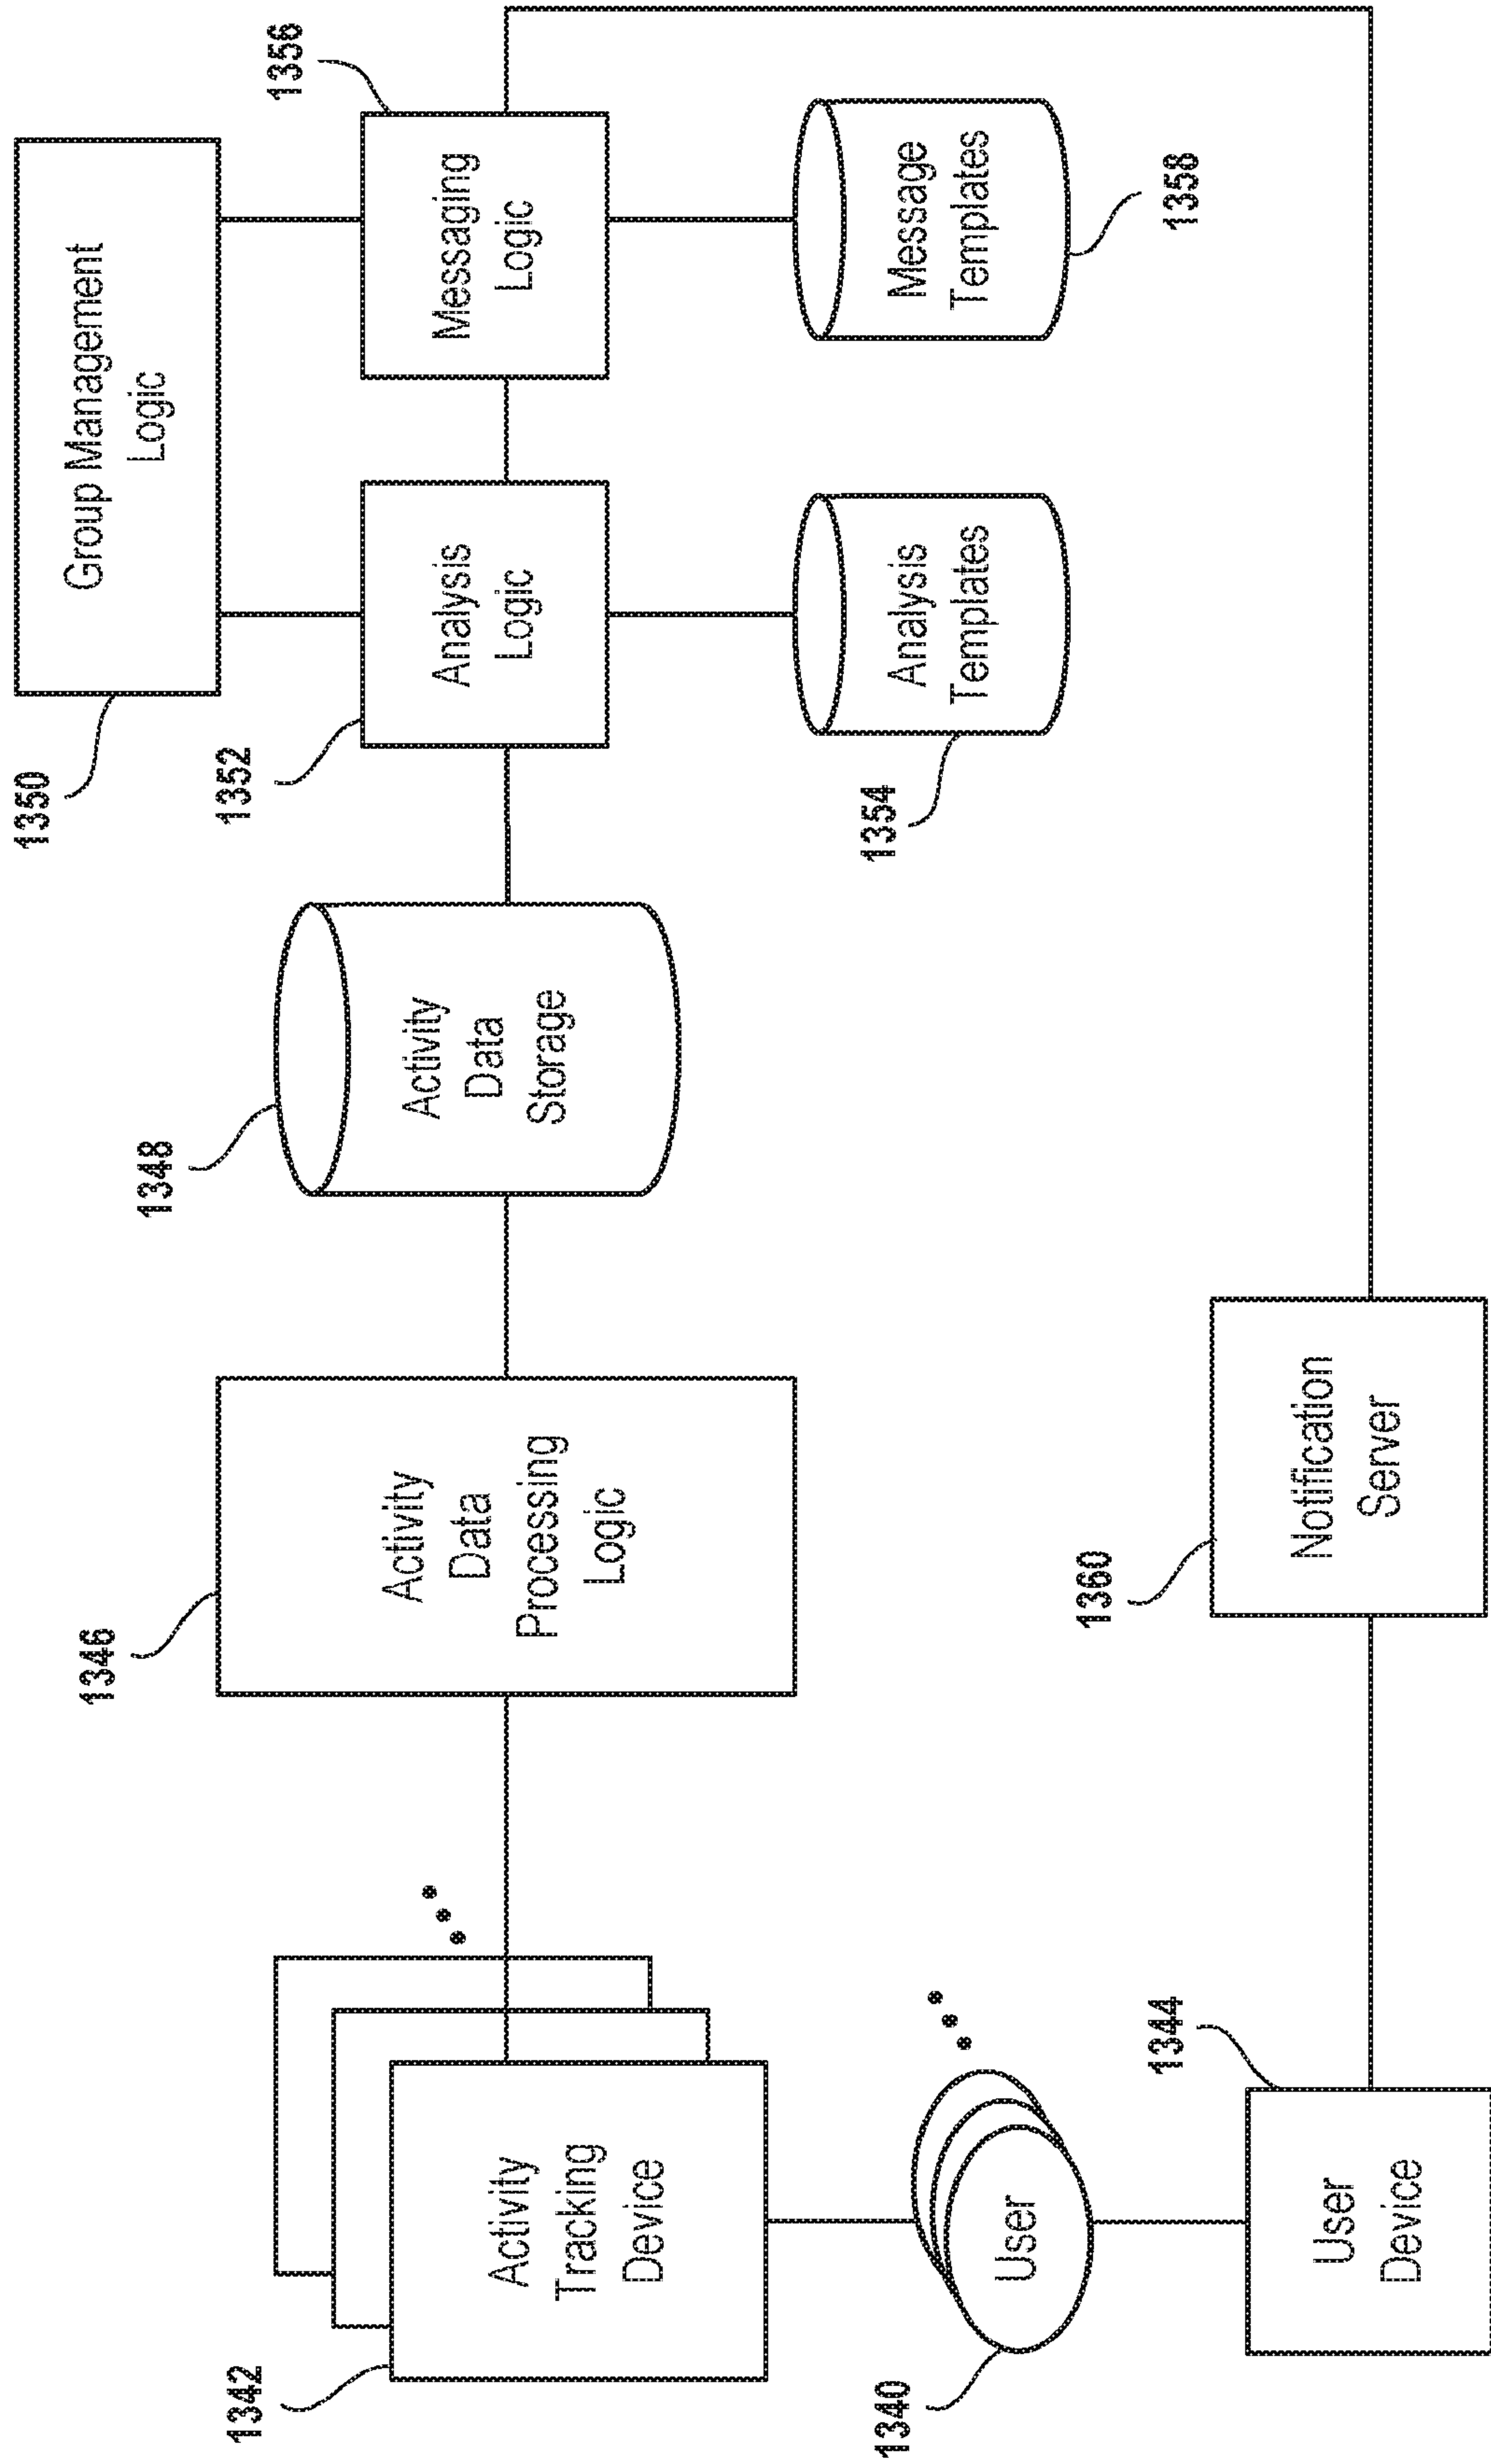 1350
Group Management
Logic
1356
1352
Analysis
Logic
Messaging
Logic
1342
Activity
Tracking
Device
1346
Activity
Data
Processing
Logic
1348
Activity
Data
Storage
1354
Analysis
Templates
Message
Templates
1358
1340
User
1344
User
Device
1360
Notification
Server